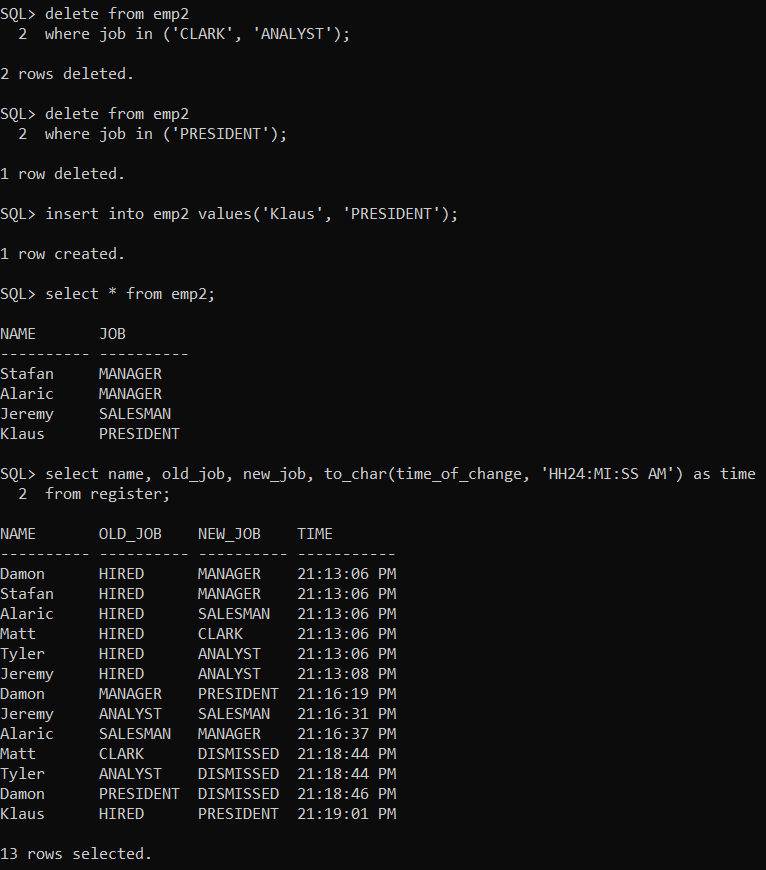 SQL> delete from emp2
  2  where job in ('CLARK', 'ANALYST');

2 rows deleted.

SQL> delete from emp2
  2  where job in ('PRESIDENT');

1 row deleted.

SQL> insert into emp2 values('Klaus', 'PRESIDENT');

1 row created.

SQL> select * from emp2;

NAME       JOB
---------- ----------
Stafan     MANAGER
Alaric     MANAGER
Jeremy     SALESMAN
Klaus      PRESIDENT

SQL> select name, old_job, new_job, to_char(time_of_change, 'HH24:MI:SS AM') as time
  2  from register;

NAME       OLD_JOB    NEW_JOB    TIME
---------- ---------- ---------- -----------
Damon      HIRED      MANAGER    21:13:06 PM
Stafan     HIRED      MANAGER    21:13:06 PM
Alaric     HIRED      SALESMAN   21:13:06 PM
Matt       HIRED      CLARK      21:13:06 PM
Tyler      HIRED      ANALYST    21:13:06 PM
Jeremy     HIRED      ANALYST    21:13:08 PM
Damon      MANAGER    PRESIDENT  21:16:19 PM
Jeremy     ANALYST    SALESMAN   21:16:31 PM
Alaric     SALESMAN   MANAGER    21:16:37 PM
Matt       CLARK      DISMISSED  21:18:44 PM
Tyler      ANALYST    DISMISSED  21:18:44 PM
Damon      PRESIDENT  DISMISSED  21:18:46 PM
Klaus      HIRED      PRESIDENT  21:19:01 PM

13 rows selected.